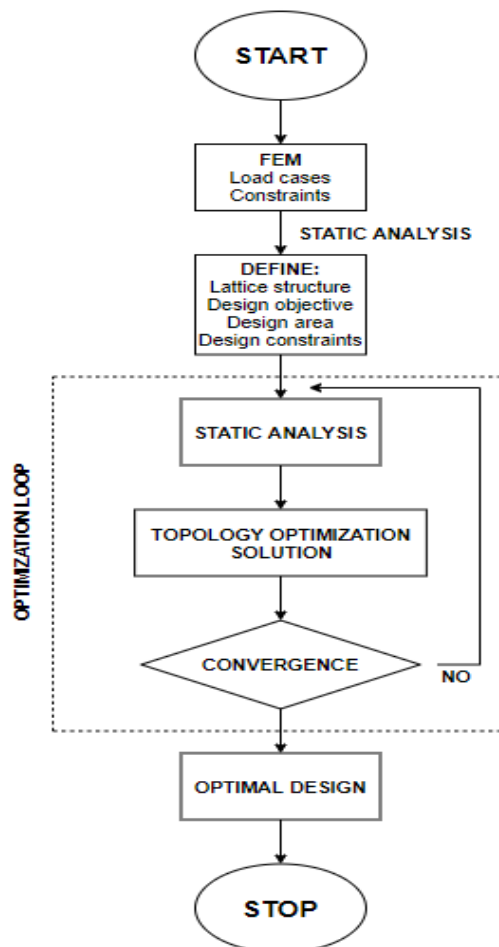 START
FEM
Load cases
Constraints
STATIC ANALYSIS
DEFINE:
Lattice structure
Design objective
Design area
Design constraints
OPTIMIZATION LOOP
STATIC ANALYSIS
TOPOLOGY OPTIMIZATION
SOLUTION
CONVERGENCE
NO
OPTIMAL DESIGN
STOP